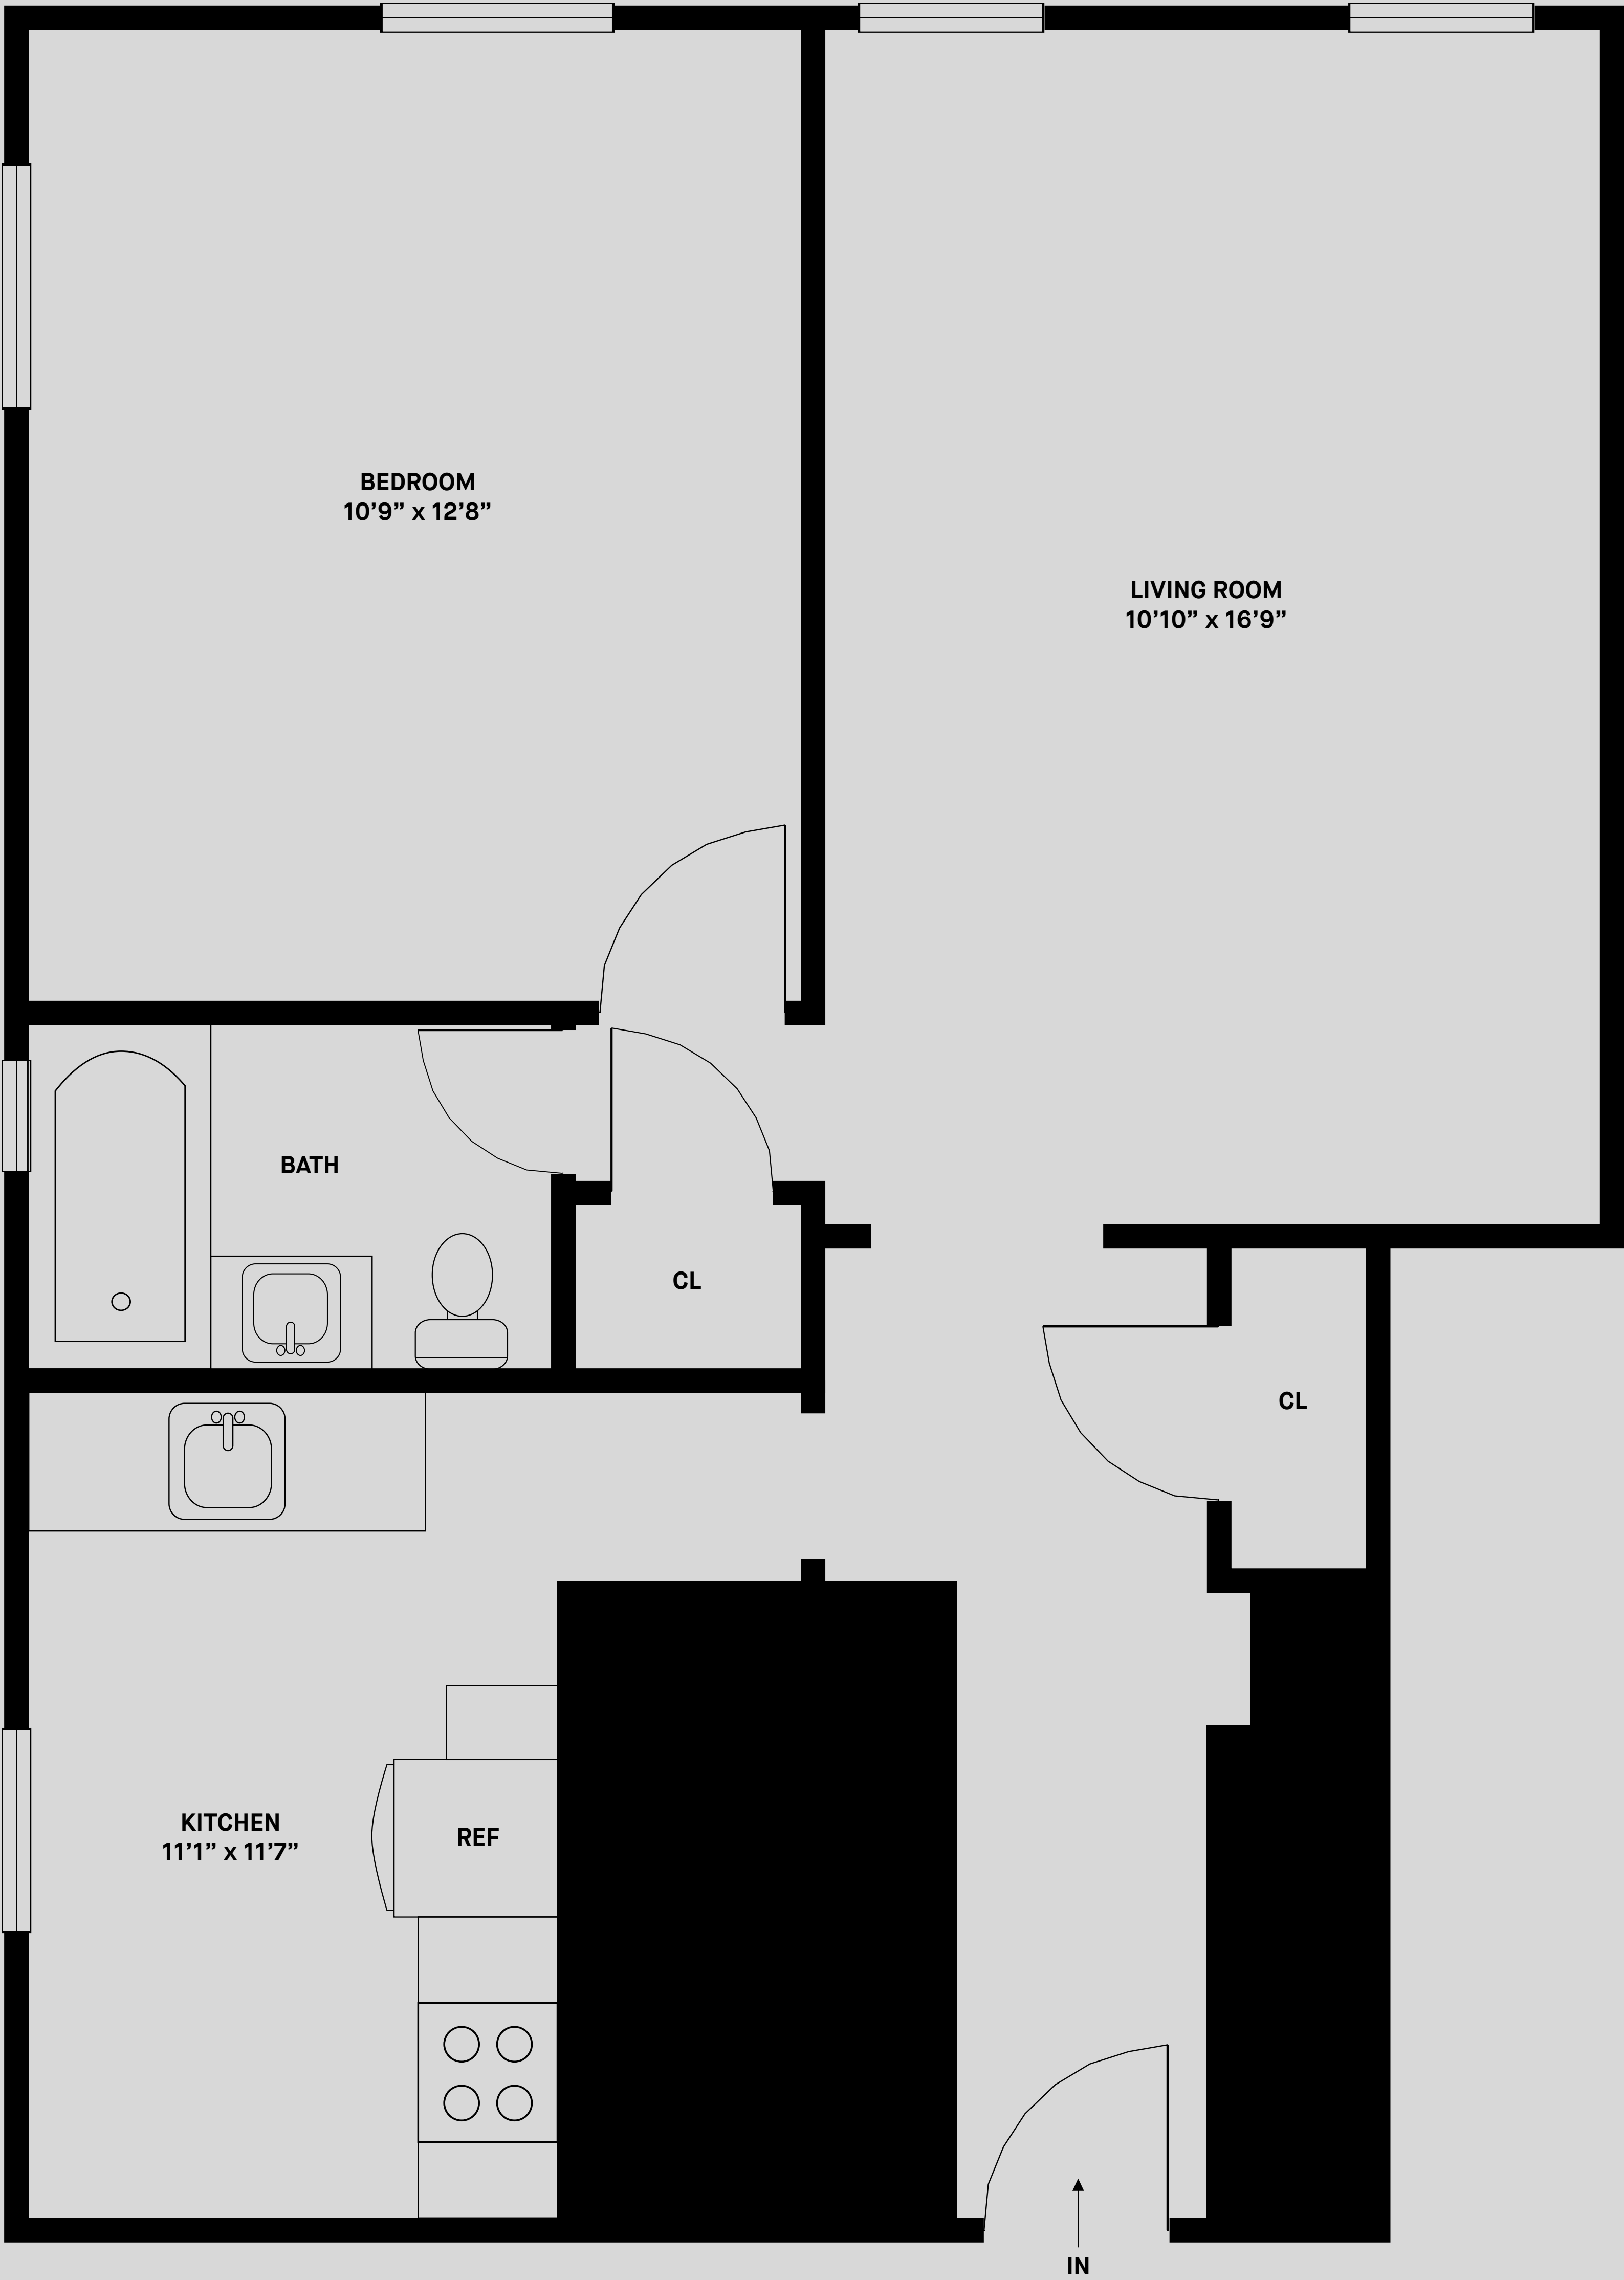 BEDROOM
10’9” x 12’8”
LIVING ROOM
10’10” x 16’9”
BATH
CL
CL
KITCHEN
11’1” x 11’7”
REF
IN